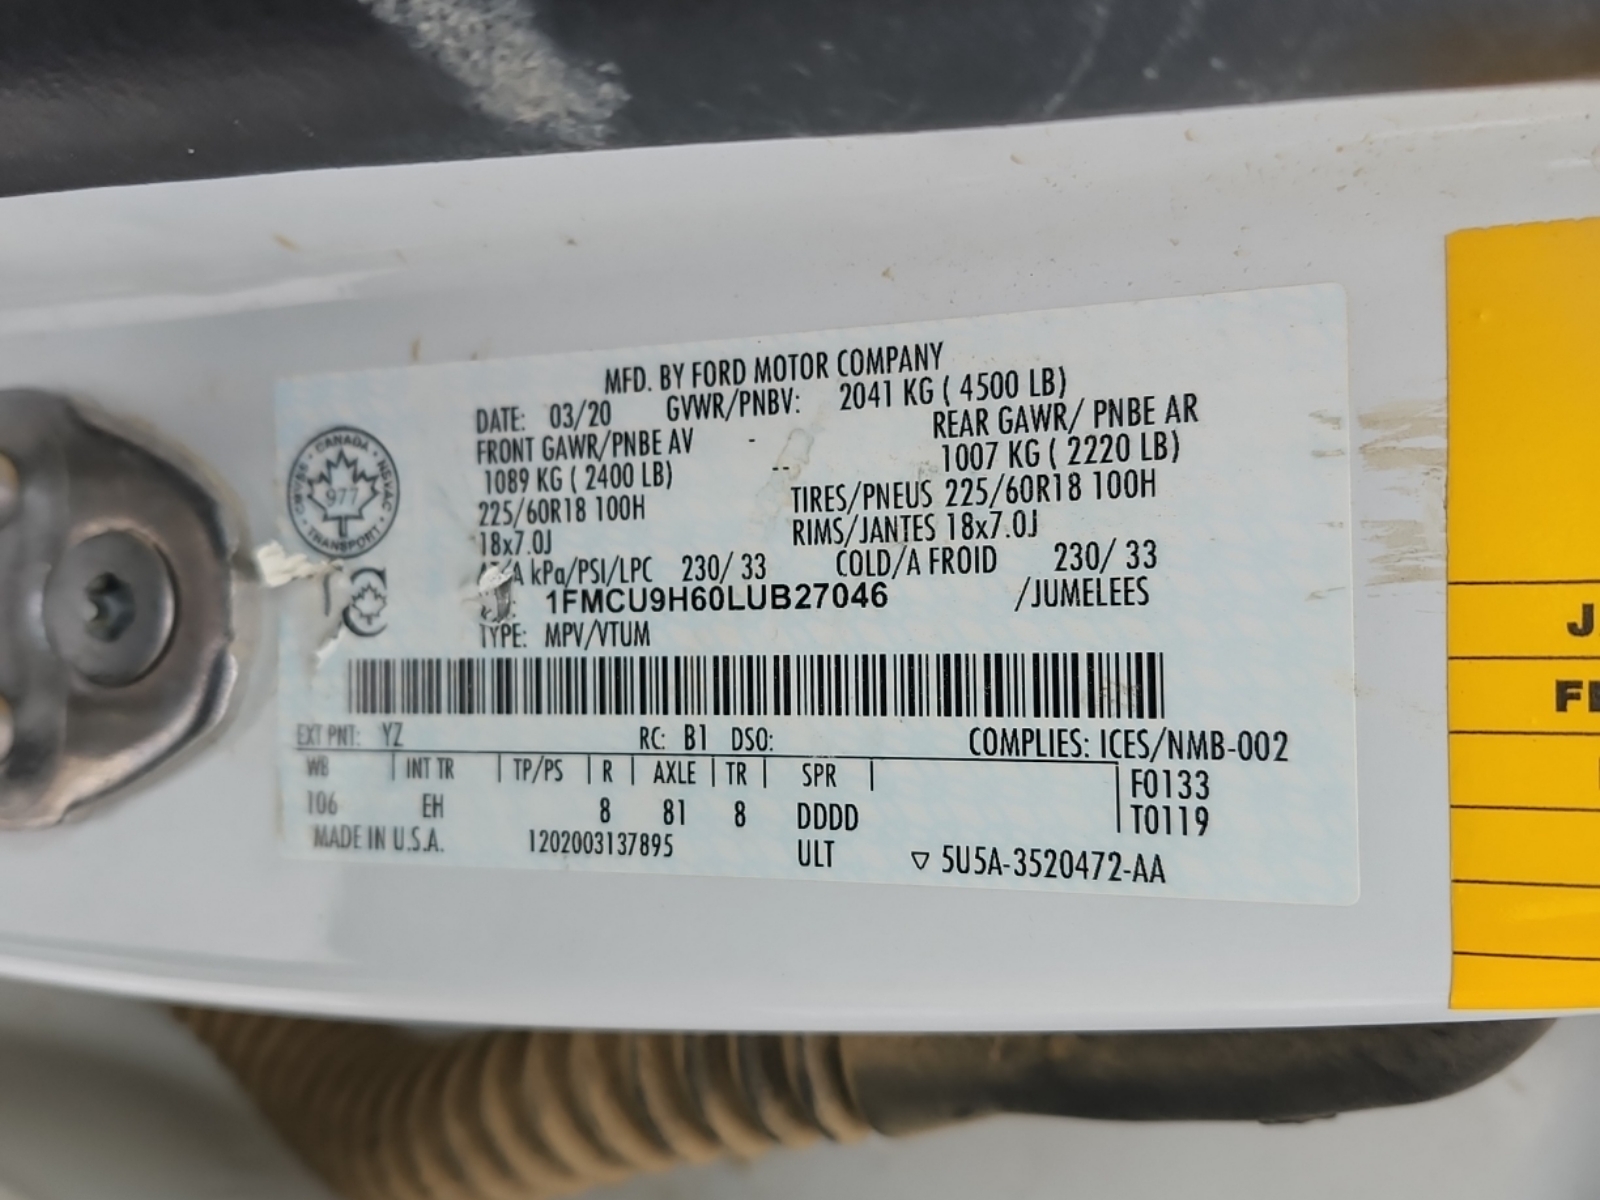 MFD. BY FORD MOTOR COMPANY
DATE: 03/20 GVWR/PNBV: 2041 KG ( 4500 LB)
FRONT GAWR/PNBE AV - REAR GAWR/ PNBE AR
1089 KG ( 2400 LB) -- 1007 KG ( 2220 LB)
225/60R18 100H TIRES/PNEUS 225/60R18 100H
18x7.0J RIMS/JANTES 18x7.0J
kPa/PSI/LPC 230/ 33 COLD/A FROID 230/ 33
1FMCU9H60LUB27046 /JUMELEES
TYPE: MPV/VTUM
CANADA
CMVSS NSVAC
977
TRANSPORT
EXT PNT: YZ RC: B1 DSO: COMPLIES: ICES/NMB-002
WB | INT TR | TP/PS | R | AXLE | TR | SPR | F0133
106 EH 8 81 8 DDDD T0119
MADE IN U.S.A. 1202003137895 ULT ▽ 5U5A-3520472-AA